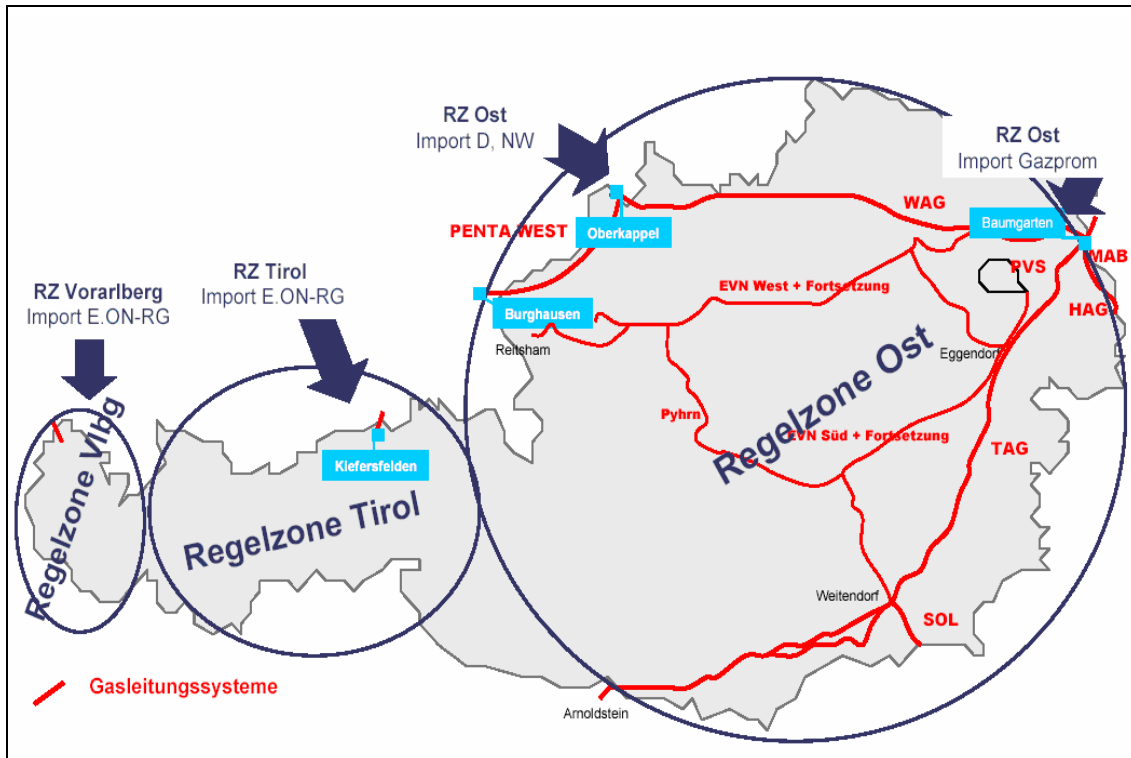 RZ Ost
Import D, NW
RZ Ost
Import Gazprom
WAG
Baumgarten
PENTA WEST
Oberkappel
MAB
PVS
RZ Tirol
Import E.ON-RG
RZ Vorarlberg
Import E.ON-RG
EVN West + Fortsetzung
HAG
Burghausen
Reitsham
Eggendorf
Regelzone Ost
Pyhrn
EVN Süd + Fortsetzung
TAG
Kiefersfelden
Regelzone Vlbg
Regelzone Tirol
Weitendorf
SOL
Gasleitungssysteme
Arnoldstein